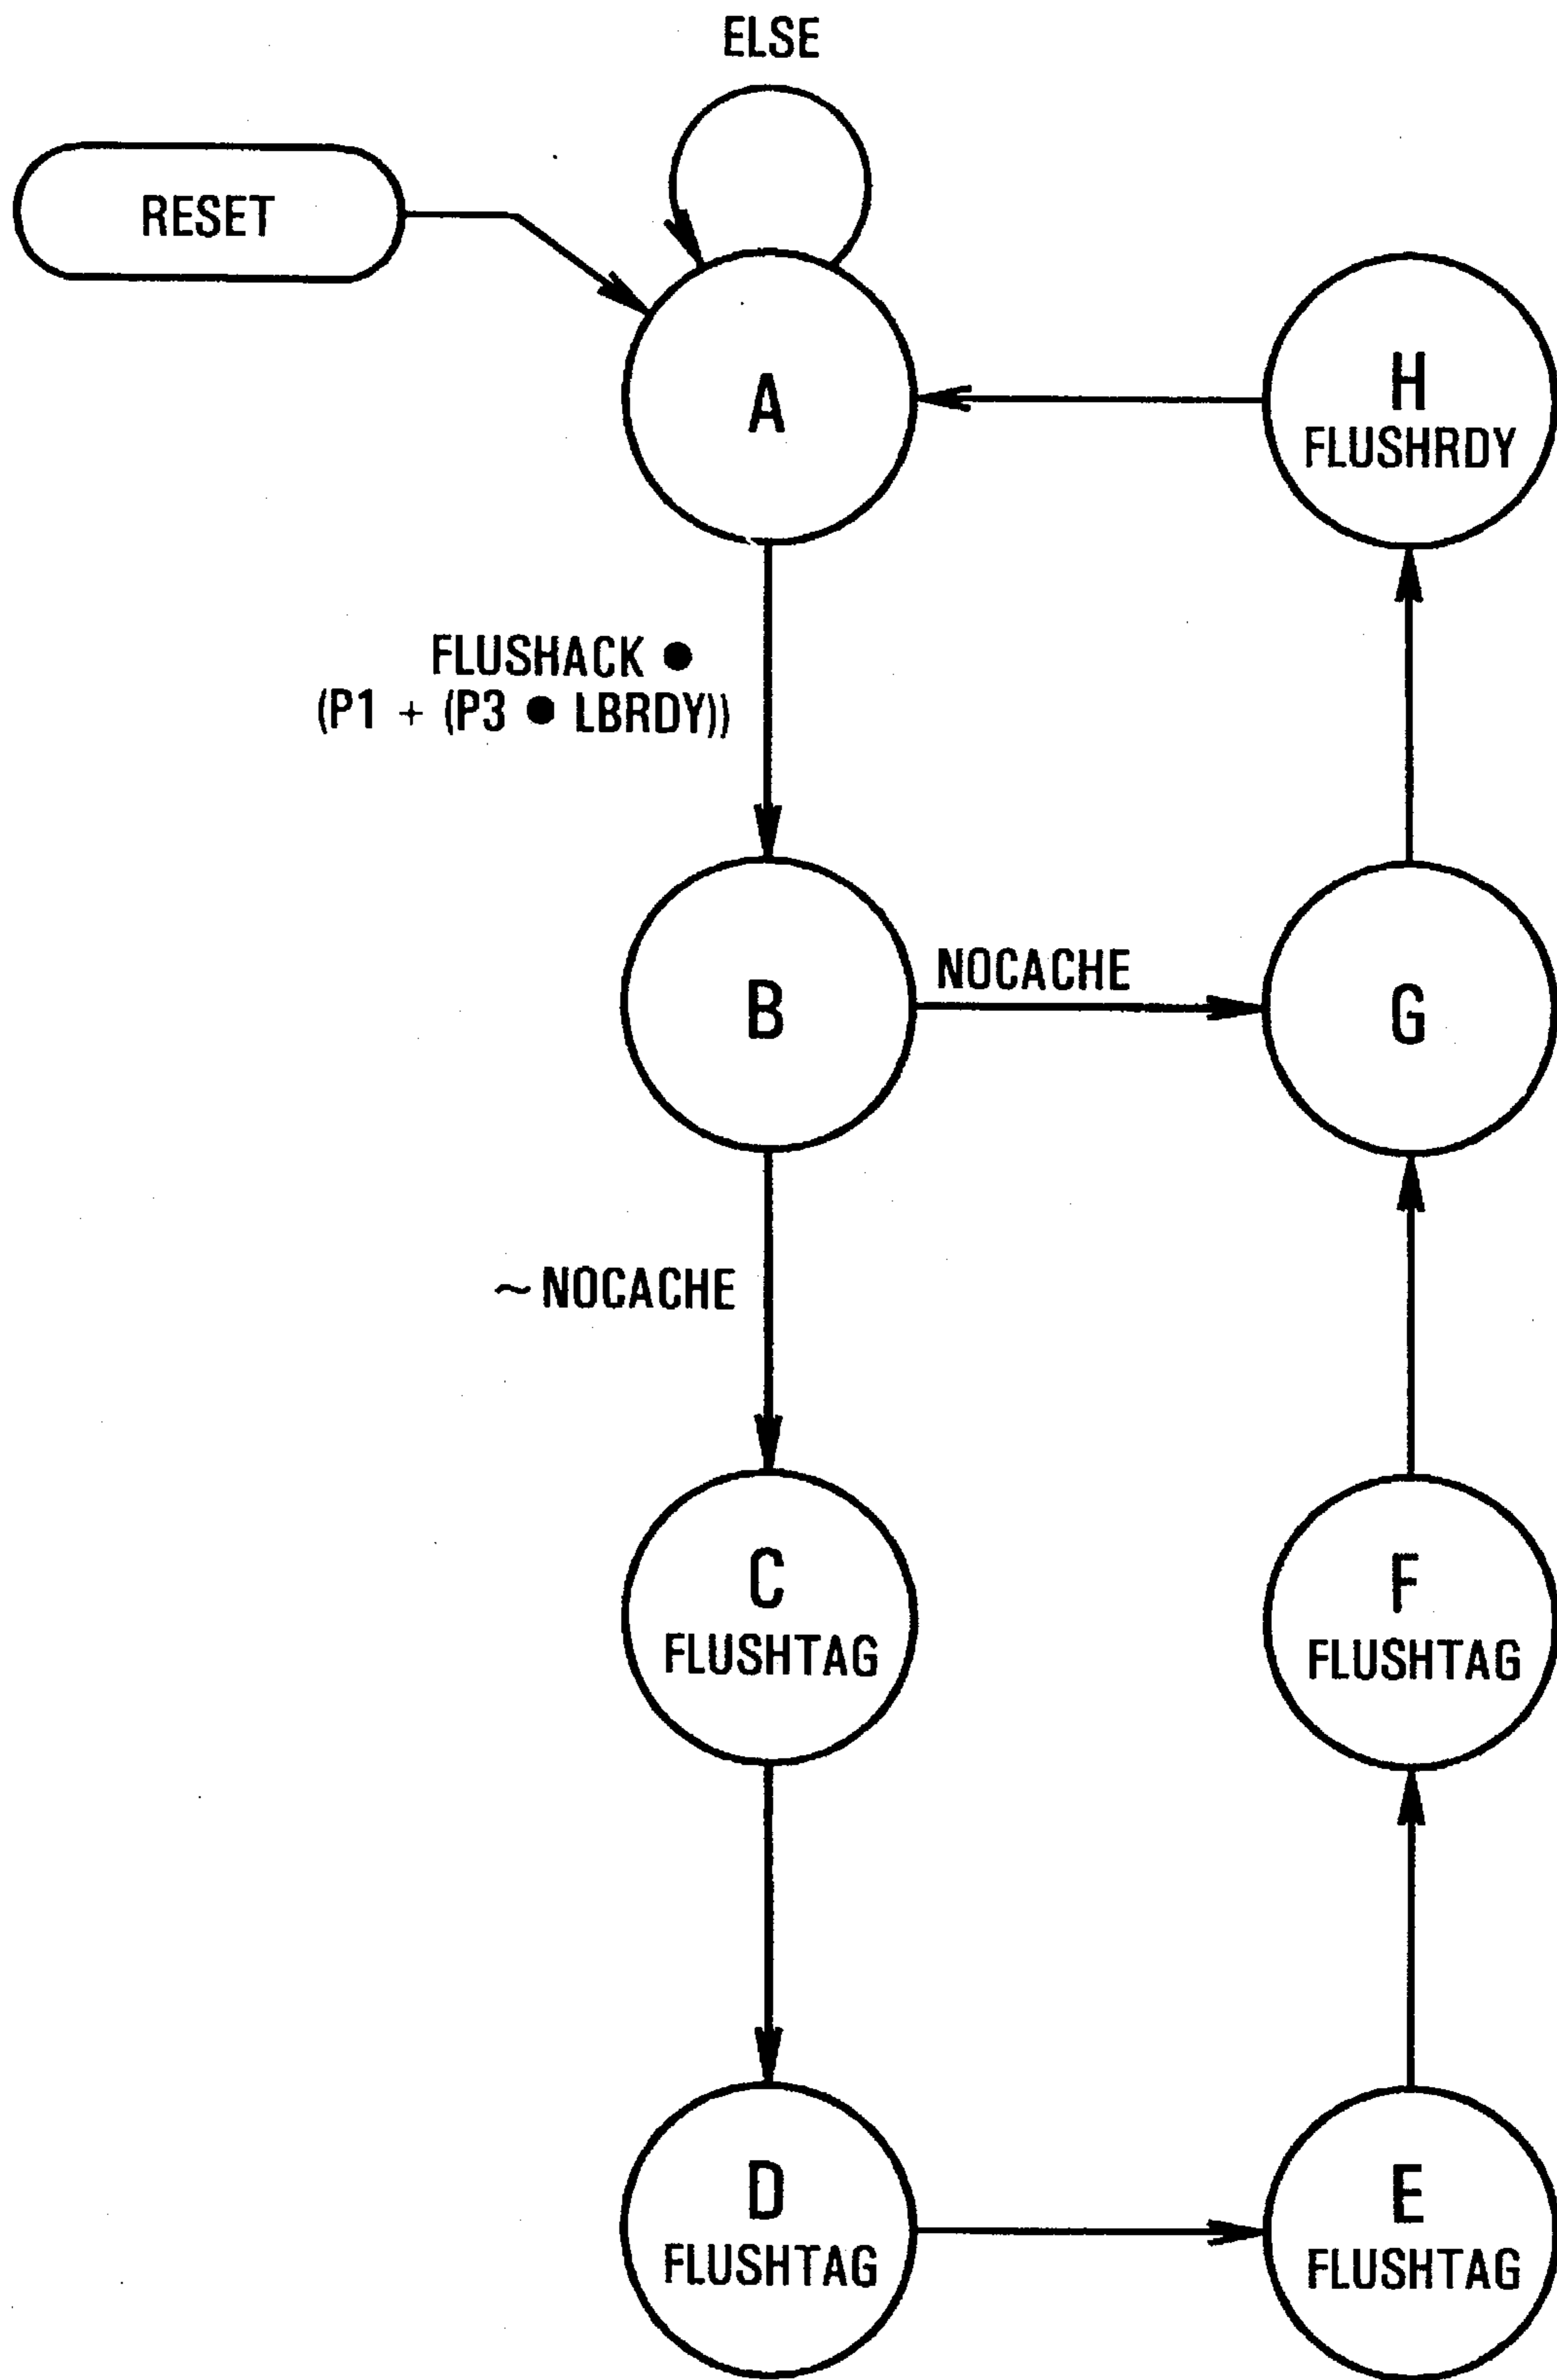 ELSE
RESET
A
H
FLUSHRDY
FLUSHACK ●
(P1 + (P3 ● LBRDY))
B
NOCACHE
G
~NOCACHE
C
FLUSHTAG
F
FLUSHTAG
D
FLUSHTAG
E
FLUSHTAG